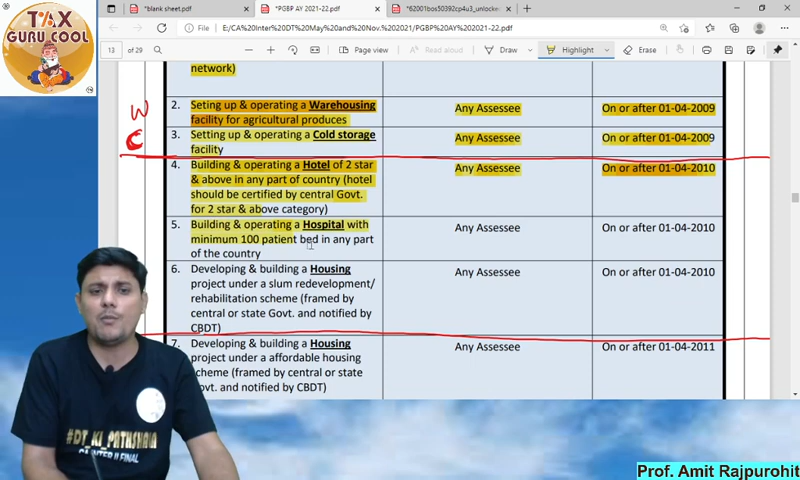 TAX
GURU COOL
*blank sheet.pdf
*PGBP AY 2021-22.pdf
*62001bos50392cp4u3_unlocke
E:/CA%20Inter%20DT%20May%20and%20Nov.%202021/PGBP%20AY%202021-22.pdf
13 of 29
Page view
Read aloud
Draw
Highlight
Erase
network)
2. Seting up & operating a Warehousing Any Assessee On or after 01-04-2009
facility for agricultural produces
3. Setting up & operating a Cold storage Any Assessee On or after 01-04-2009
facility
4. Building & operating a Hotel of 2 star Any Assessee On or after 01-04-2010
& above in any part of country (hotel
should be certified by central Govt.
for 2 star & above category)
5. Building & operating a Hospital with Any Assessee On or after 01-04-2010
minimum 100 patient bed in any part
of the country
6. Developing & building a Housing Any Assessee On or after 01-04-2010
project under a slum redevelopment/
rehabilitation scheme (framed by
central or state Govt. and notified by
CBDT)
7. Developing & building a Housing Any Assessee On or after 01-04-2011
project under a affordable housing
scheme (framed by central or state
Govt. and notified by CBDT)
W
C
#DT_KI_PATHSHALA
CA INTER II FINAL
Prof. Amit Rajpurohit